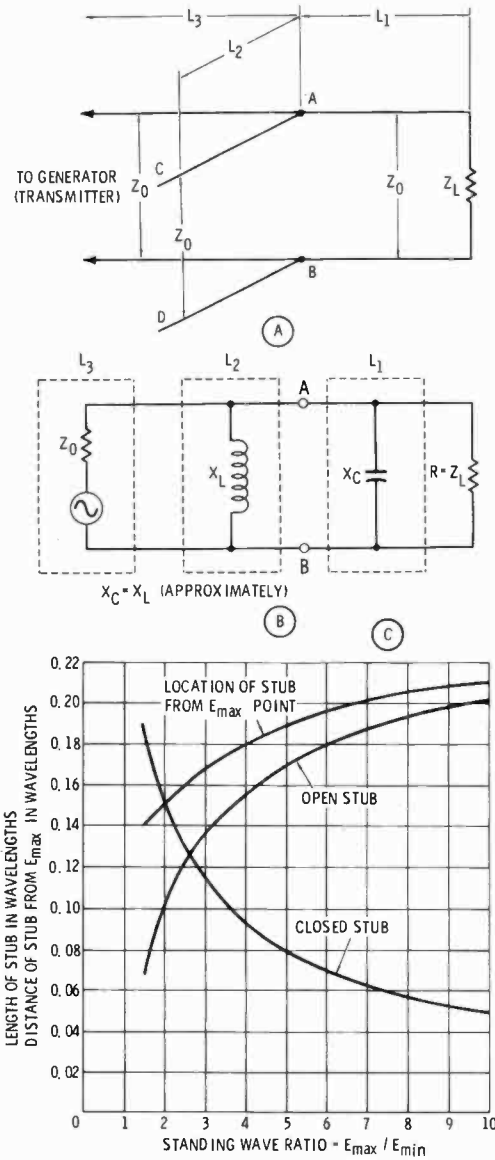 L3
L1
L2
A
C
TO GENERATOR
(TRANSMITTER)
Z0
Z0
Z0
ZL
B
D
A
L3
L2
L1
A
Z0
XL
XC
R=ZL
B
XC = XL (APPROXIMATELY)
B
C
LENGTH OF STUB IN WAVELENGTHS
DISTANCE OF STUB FROM Emax IN WAVELENGTHS
0.22
0.20
0.18
0.16
0.14
0.12
0.10
0.08
0.06
0.04
0.02
LOCATION OF STUB
FROM Emax POINT
OPEN STUB
CLOSED STUB
0 1 2 3 4 5 6 7 8 9 10
STANDING WAVE RATIO = Emax / Emin